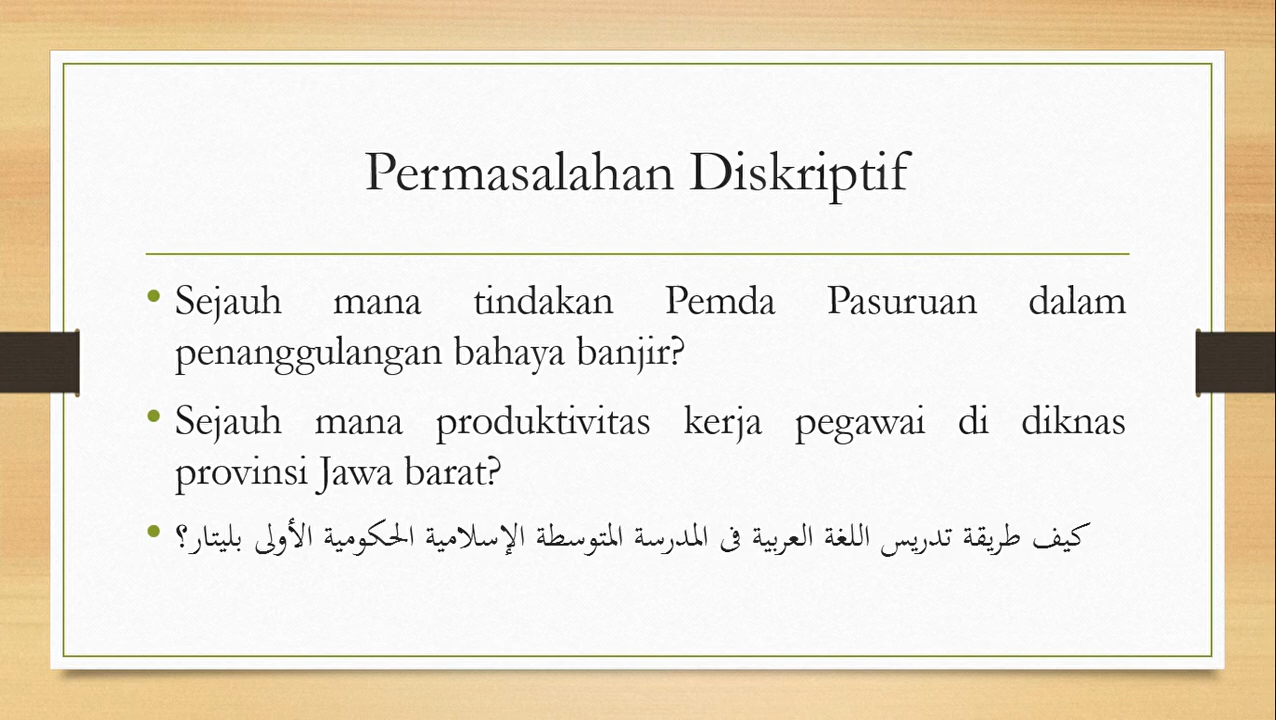 Permasalahan Diskriptif
• Sejauh mana tindakan Pemda Pasuruan dalam
penanggulangan bahaya banjir?
• Sejauh mana produktivitas kerja pegawai di diknas
provinsi Jawa barat?
• كيف طريقة تدريس اللغة العربية فى المدرسة المتوسطة الإسلامية الحكومية الأولى بليتار؟